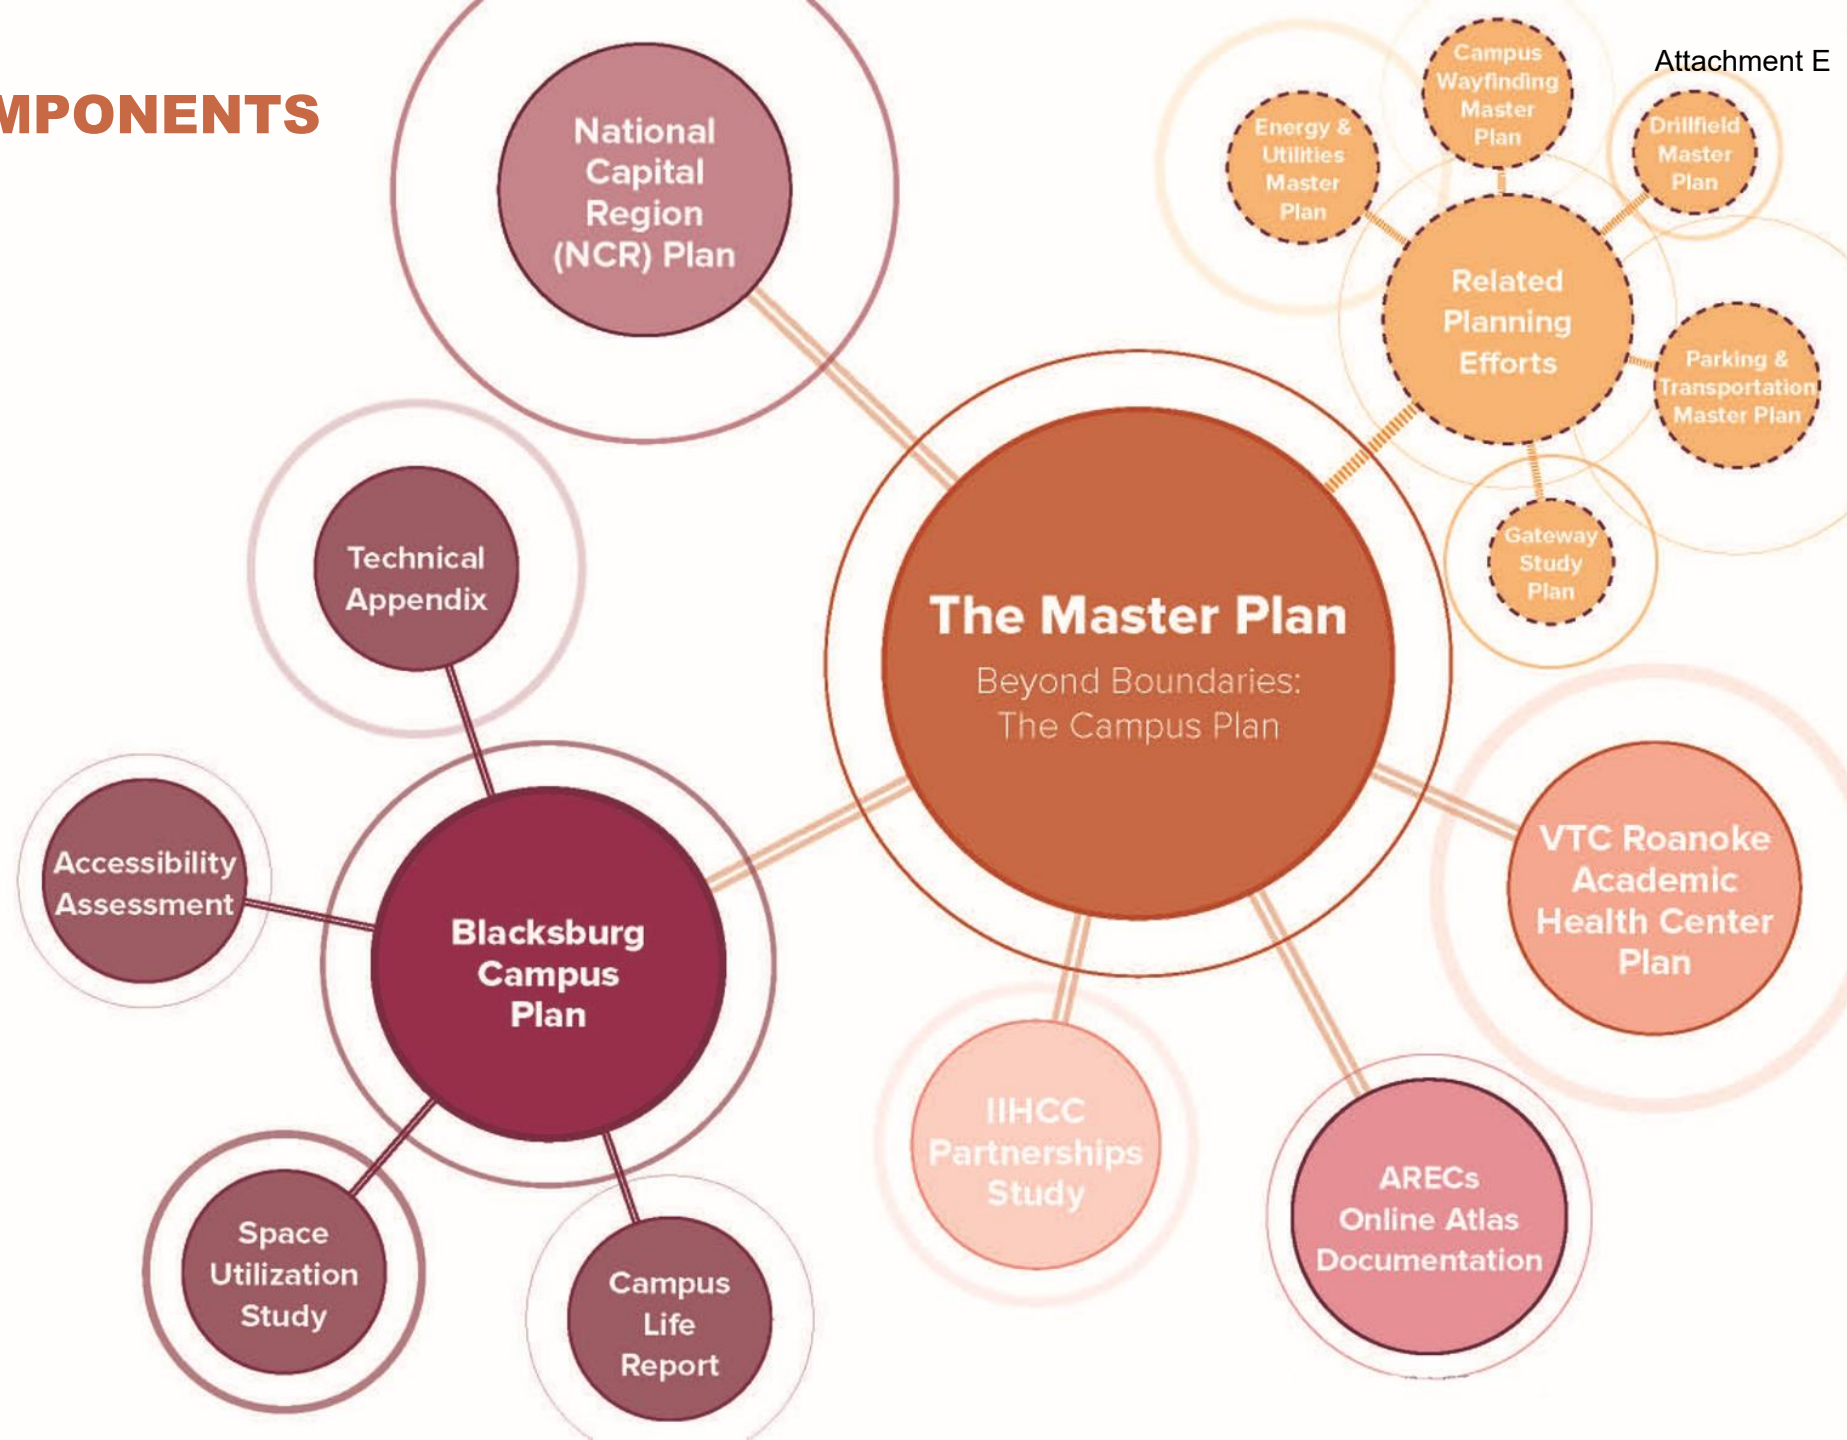 Attachment E
MPONENTS
National
Capital
Region
(NCR) Plan
Campus
Wayfinding
Master
Plan
Energy &
Utilities
Master
Plan
Drillfield
Master
Plan
Related
Planning
Efforts
Parking &
Transportation
Master Plan
Gateway
Study
Plan
Technical
Appendix
The Master Plan
Beyond Boundaries:
The Campus Plan
Accessibility
Assessment
Blacksburg
Campus
Plan
VTC Roanoke
Academic
Health Center
Plan
IIHCC
Partnerships
Study
ARECs
Online Atlas
Documentation
Space
Utilization
Study
Campus
Life
Report